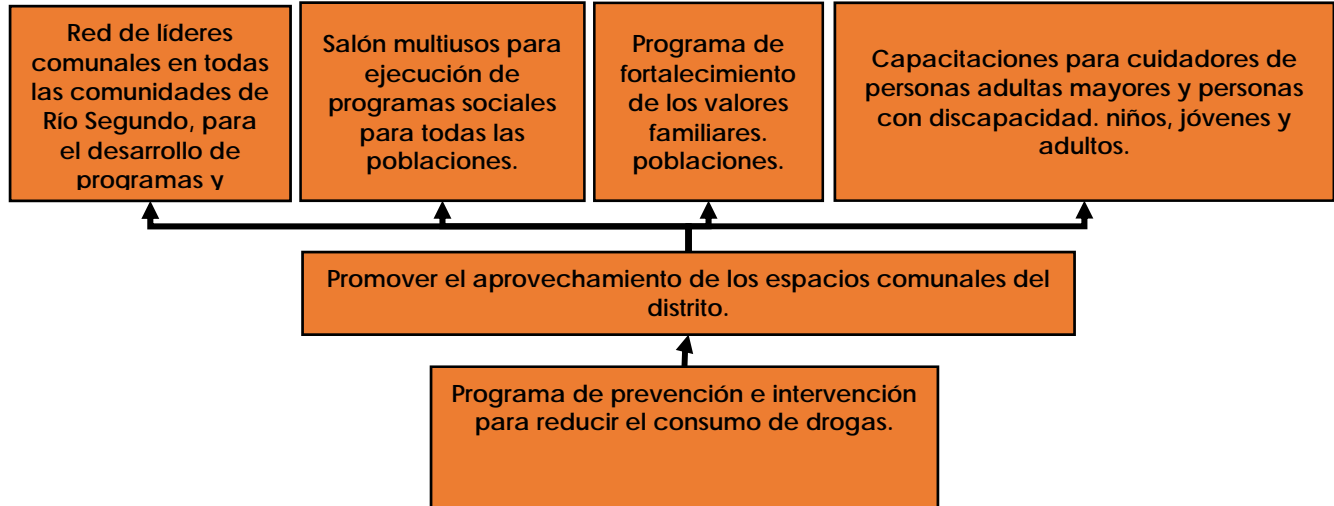 Red de líderes
comunales en todas
las comunidades de
Río Segundo, para
el desarrollo de
programas y
Salón multiusos para
ejecución de
programas sociales
para todas las
poblaciones.
Programa de
fortalecimiento
de los valores
familiares.
poblaciones.
Capacitaciones para cuidadores de
personas adultas mayores y personas
con discapacidad. niños, jóvenes y
adultos.
Promover el aprovechamiento de los espacios comunales del
distrito.
Programa de prevención e intervención
para reducir el consumo de drogas.